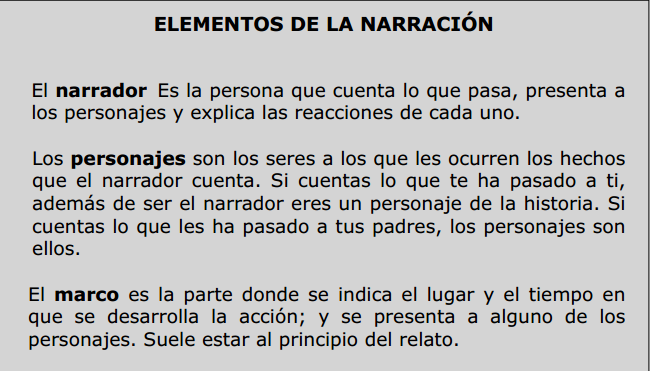 ELEMENTOS DE LA NARRACIÓN
El narrador Es la persona que cuenta lo que pasa, presenta a
los personajes y explica las reacciones de cada uno.
Los personajes son los seres a los que les ocurren los hechos
que el narrador cuenta. Si cuentas lo que te ha pasado a ti,
además de ser el narrador eres un personaje de la historia. Si
cuentas lo que les ha pasado a tus padres, los personajes son
ellos.
El marco es la parte donde se indica el lugar y el tiempo en
que se desarrolla la acción; y se presenta a alguno de los
personajes. Suele estar al principio del relato.